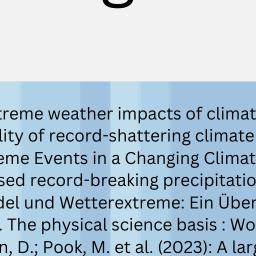 treme weather impacts of climat
lity of record-shattering climate
eme Events in a Changing Climat
sed record-breaking precipitatio
del und Wetterextreme: Ein Über
. The physical science basis : Wo
n, D.; Pook, M. et al. (2023): A larg